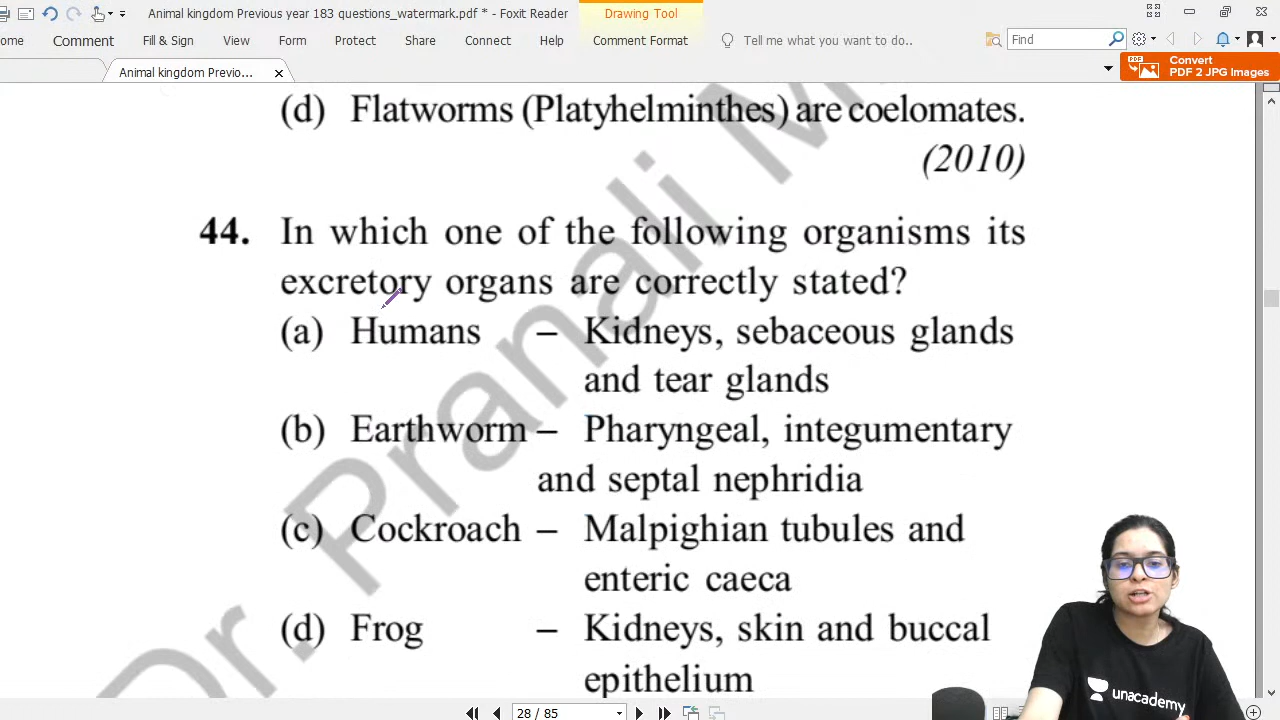 Animal kingdom Previous year 183 questions_watermark.pdf * - Foxit Reader
Drawing Tool
ome Comment Fill & Sign View Form Protect Share Connect Help Comment Format Tell me what you want to do.. Find
Animal kingdom Previo...
Convert
PDF 2 JPG Images
(d) Flatworms (Platyhelminthes) are coelomates.
(2010)
44. In which one of the following organisms its
excretory organs are correctly stated?
(a) Humans – Kidneys, sebaceous glands
and tear glands
(b) Earthworm – Pharyngeal, integumentary
and septal nephridia
(c) Cockroach – Malpighian tubules and
enteric caeca
(d) Frog – Kidneys, skin and buccal
epithelium
Dr. Pranali M
unacademy
28 / 85